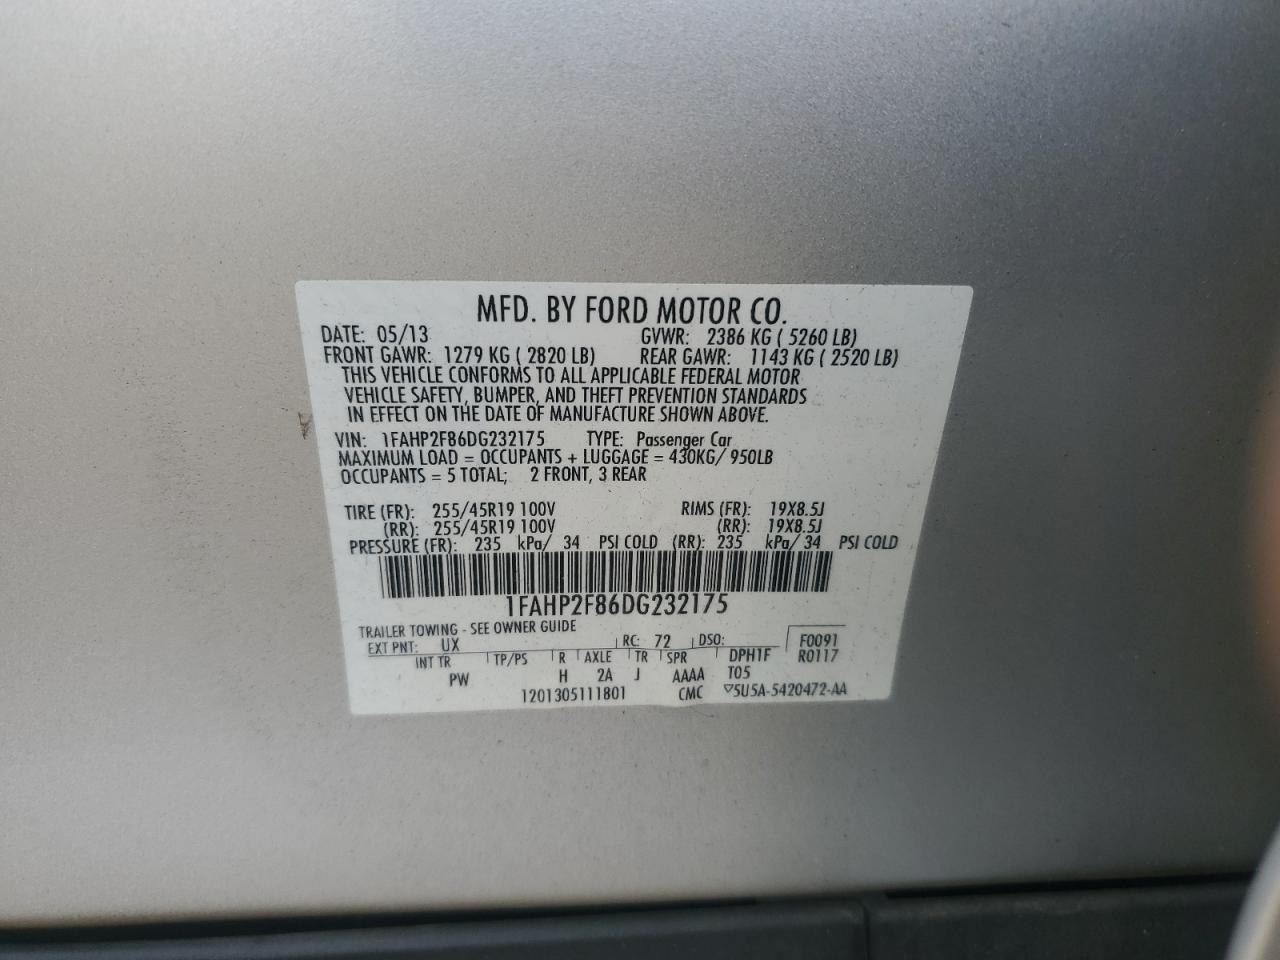 MFD. BY FORD MOTOR CO.
DATE: 05/13 GVWR: 2386 KG ( 5260 LB)
FRONT GAWR: 1279 KG ( 2820 LB) REAR GAWR: 1143 KG ( 2520 LB)
THIS VEHICLE CONFORMS TO ALL APPLICABLE FEDERAL MOTOR
VEHICLE SAFETY, BUMPER, AND THEFT PREVENTION STANDARDS
IN EFFECT ON THE DATE OF MANUFACTURE SHOWN ABOVE.
VIN: 1FAHP2F86DG232175 TYPE: Passenger Car
MAXIMUM LOAD = OCCUPANTS + LUGGAGE = 430KG/ 950LB
OCCUPANTS = 5 TOTAL; 2 FRONT, 3 REAR
TIRE (FR): 255/45R19 100V RIMS (FR): 19X8.5J
(RR): 255/45R19 100V (RR): 19X8.5J
PRESSURE (FR): 235 kPa/ 34 PSI COLD (RR): 235 kPa/ 34 PSI COLD
1FAHP2F86DG232175
TRAILER TOWING - SEE OWNER GUIDE
EXT PNT: UX RC: 72 DSO: F0091
INT TR TP/PS R AXLE TR SPR DPH1F R0117
PW H 2A J AAAA T05
1201305111801 CMC ▽5U5A-5420472-AA